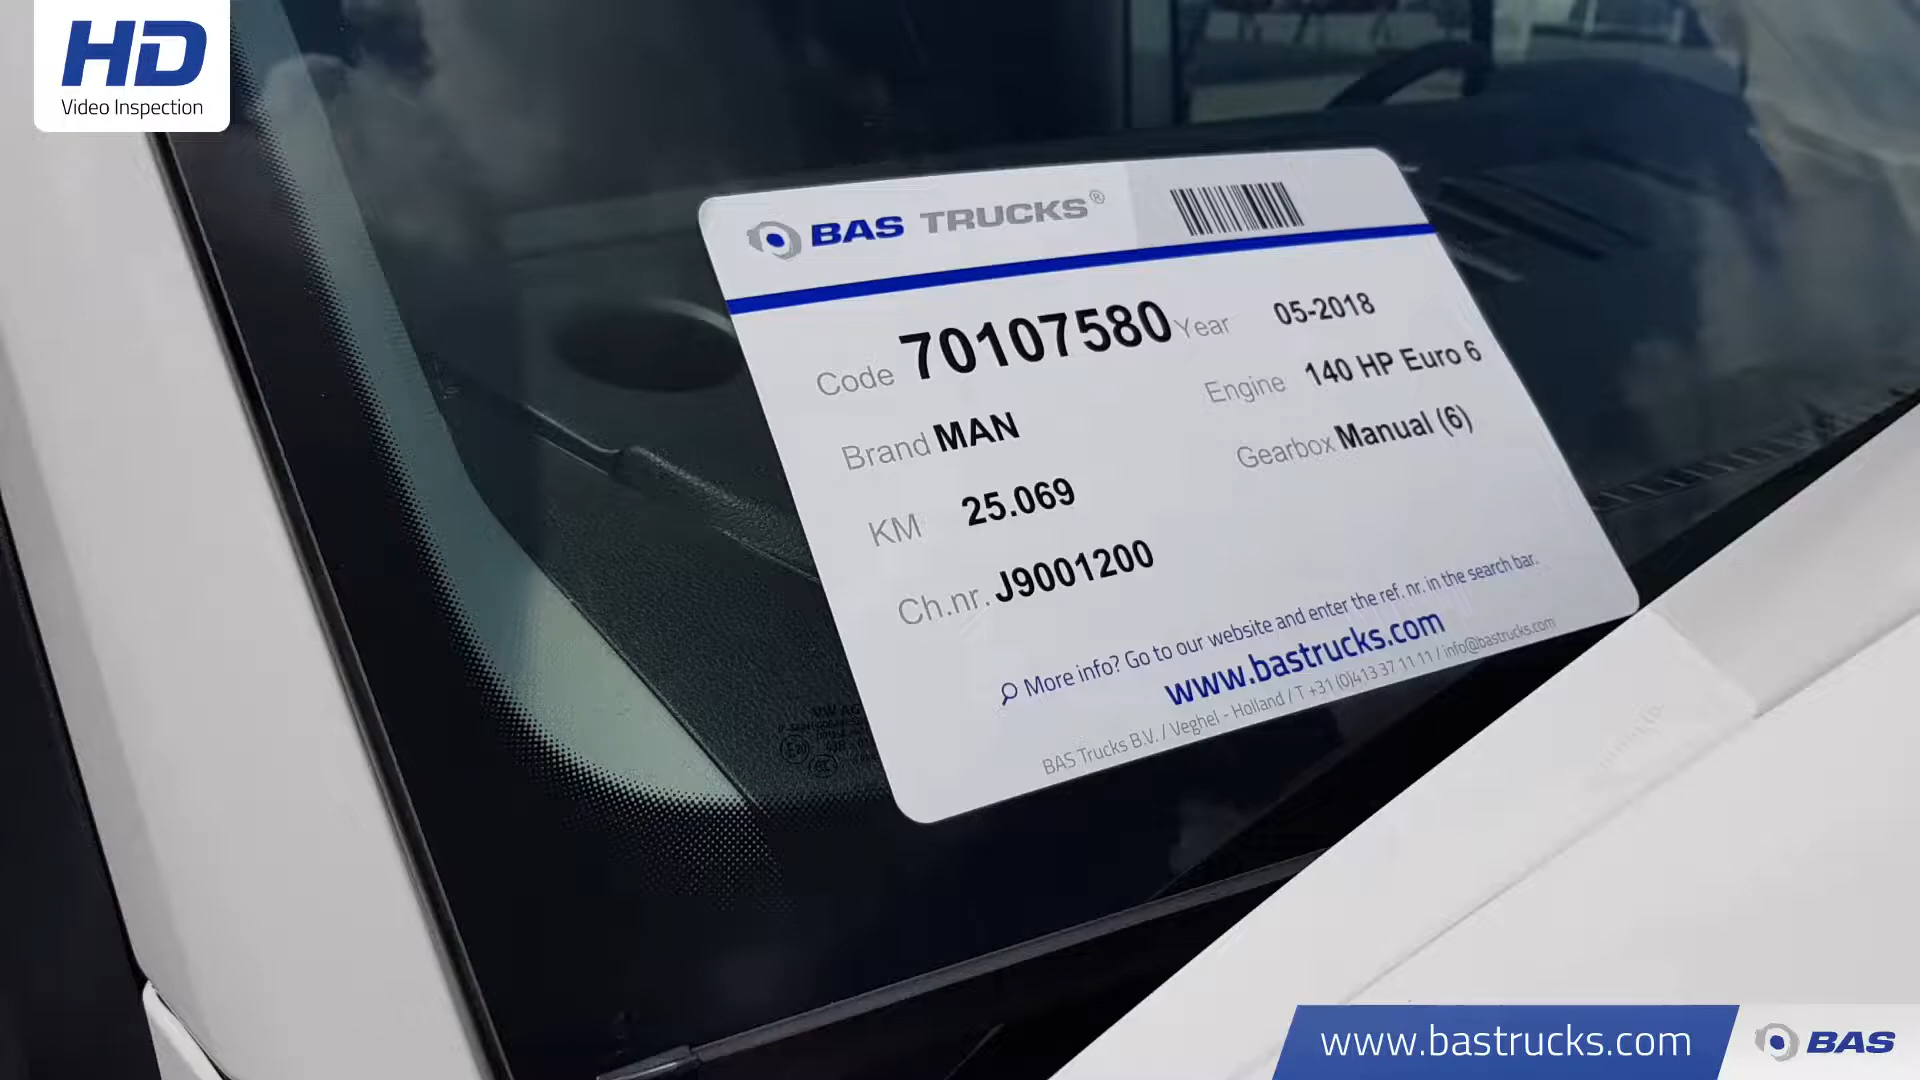 HD
Video Inspection
BAS TRUCKS®
Code 70107580 Year 05-2018
Brand MAN Engine 140 HP Euro 6
KM 25.069 Gearbox Manual (6)
Ch.nr. J9001200
More info? Go to our website and enter the ref. nr. in the search bar.
www.bastrucks.com
BAS Trucks B.V. / Veghel - Holland / T +31 (0)413 37 11 11 / info@bastrucks.com
www.bastrucks.com
BAS